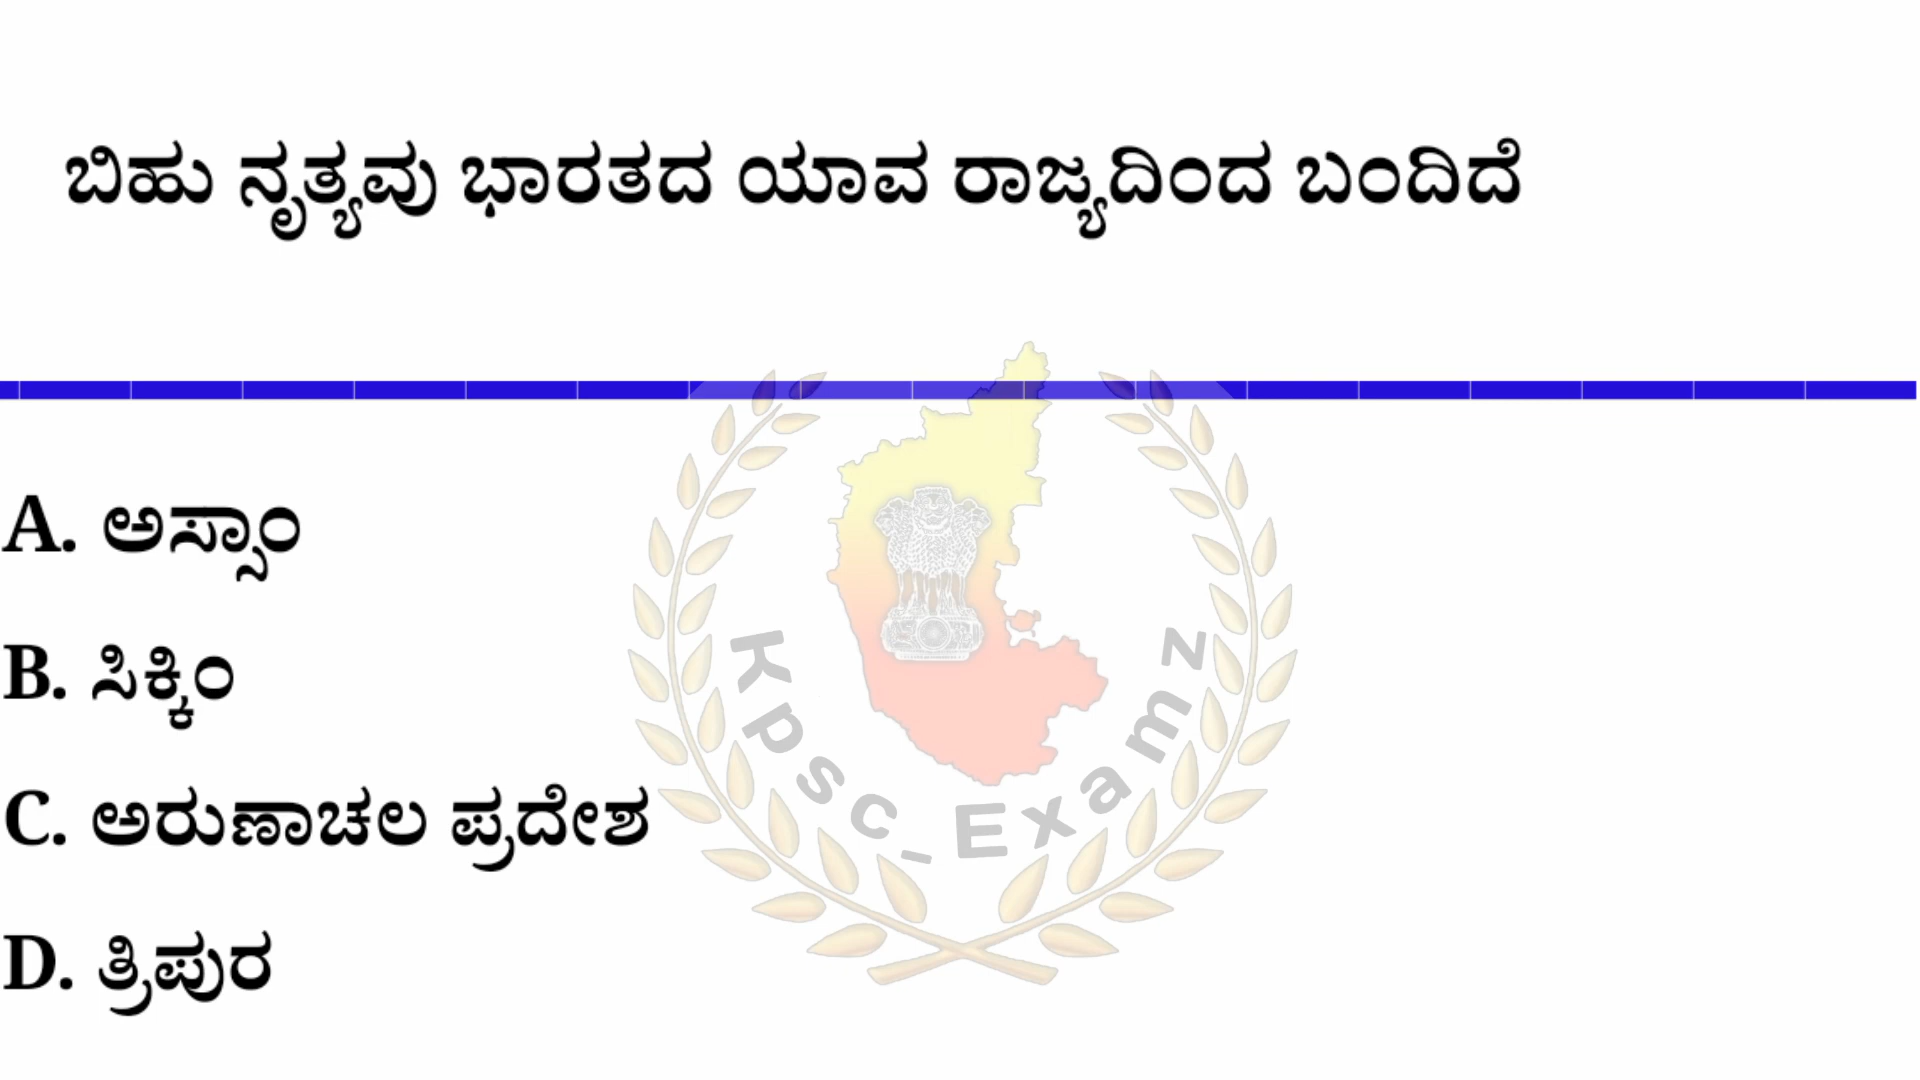 ಬಿಹು ನೃತ್ಯವು ಭಾರತದ ಯಾವ ರಾಜ್ಯದಿಂದ ಬಂದಿದೆ
A. ಅಸ್ಸಾಂ
B. ಸಿಕ್ಕಿಂ
C. ಅರುಣಾಚಲ ಪ್ರದೇಶ
D. ತ್ರಿಪುರ
Kpsc_Examz